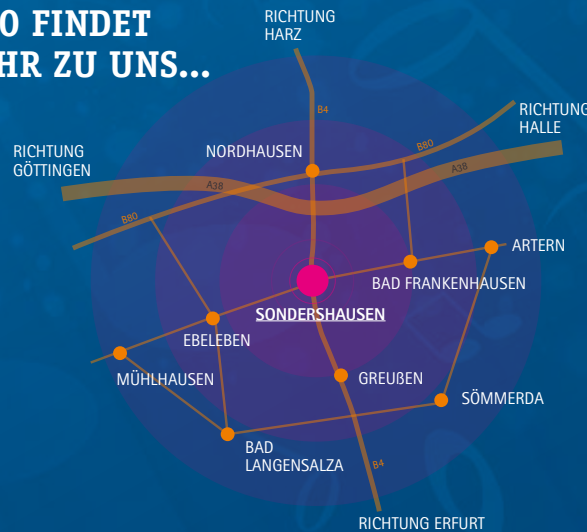 O FINDET
HR ZU UNS...
RICHTUNG
HARZ
B4
RICHTUNG
HALLE
B80
NORDHAUSEN
RICHTUNG
GÖTTINGEN
A38
A38
B80
ARTERN
BAD FRANKENHAUSEN
SONDERSHAUSEN
EBELEBEN
MÜHLHAUSEN
GREUßEN
SÖMMERDA
BAD
LANGENSALZA
B4
RICHTUNG ERFURT